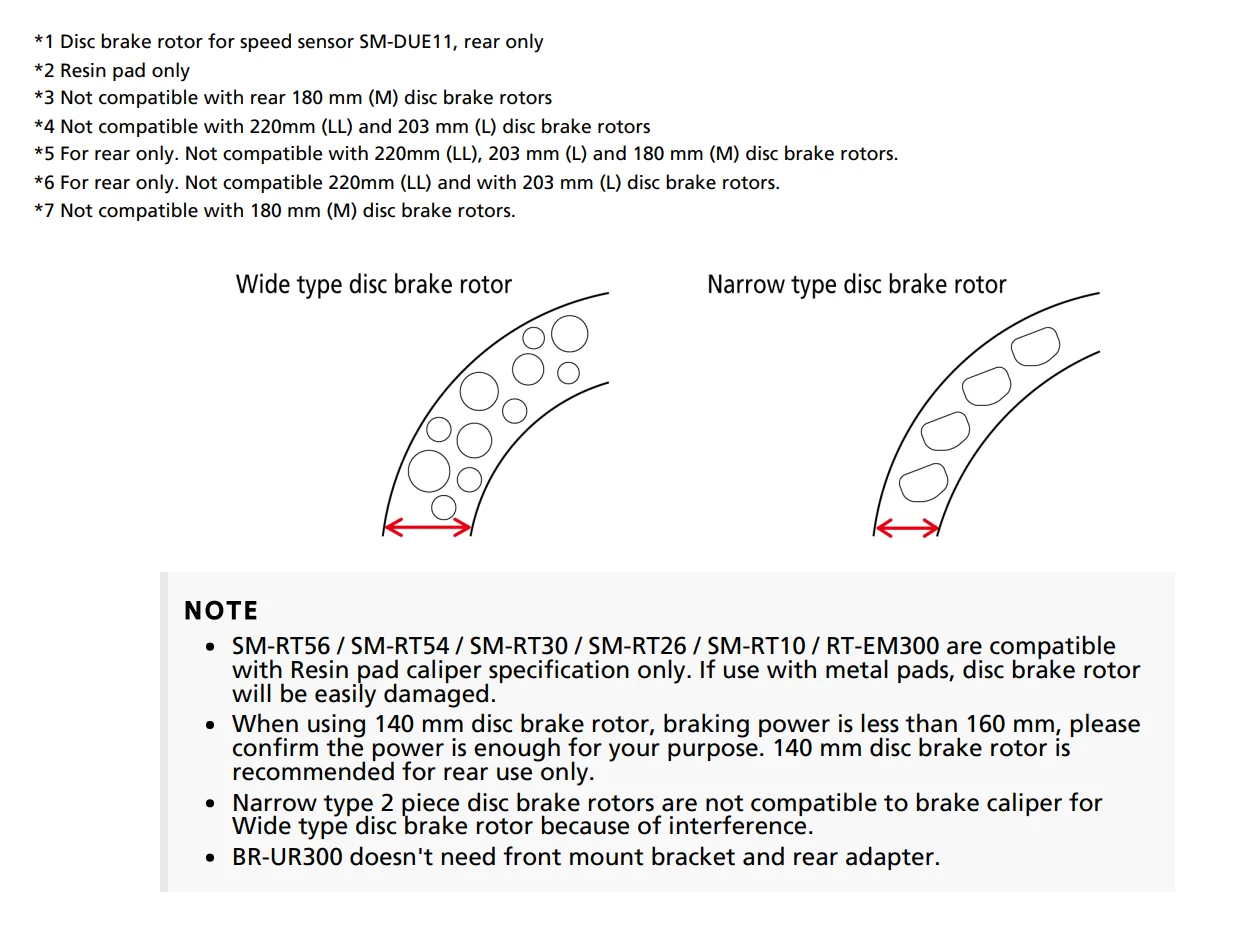 *1 Disc brake rotor for speed sensor SM-DUE11, rear only
*2 Resin pad only
*3 Not compatible with rear 180 mm (M) disc brake rotors
*4 Not compatible with 220mm (LL) and 203 mm (L) disc brake rotors
*5 For rear only. Not compatible with 220mm (LL), 203 mm (L) and 180 mm (M) disc brake rotors.
*6 For rear only. Not compatible 220mm (LL) and with 203 mm (L) disc brake rotors.
*7 Not compatible with 180 mm (M) disc brake rotors.
Wide type disc brake rotor
Narrow type disc brake rotor
NOTE
• SM-RT56 / SM-RT54 / SM-RT30 / SM-RT26 / SM-RT10 / RT-EM300 are compatible
with Resin pad caliper specification only. If use with metal pads, disc brake rotor
will be easily damaged.
• When using 140 mm disc brake rotor, braking power is less than 160 mm, please
confirm the power is enough for your purpose. 140 mm disc brake rotor is
recommended for rear use only.
• Narrow type 2 piece disc brake rotors are not compatible to brake caliper for
Wide type disc brake rotor because of interference.
• BR-UR300 doesn't need front mount bracket and rear adapter.